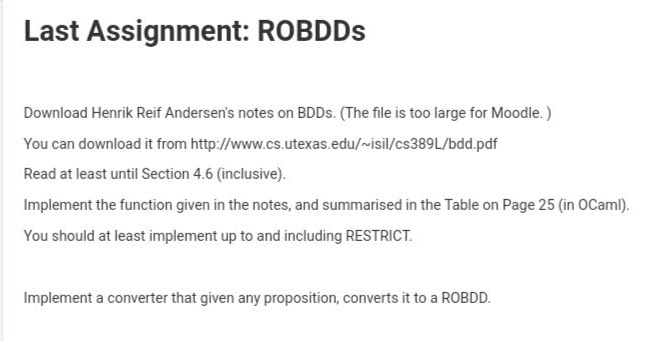 Last Assignment: ROBDDs
Download Henrik Reif Andersen's notes on BDDs. (The file is too large for Moodle. )
You can download it from http://www.cs.utexas.edu/~isil/cs389L/bdd.pdf
Read at least until Section 4.6 (inclusive).
Implement the function given in the notes, and summarised in the Table on Page 25 (in OCaml).
You should at least implement up to and including RESTRICT.
Implement a converter that given any proposition, converts it to a ROBDD.